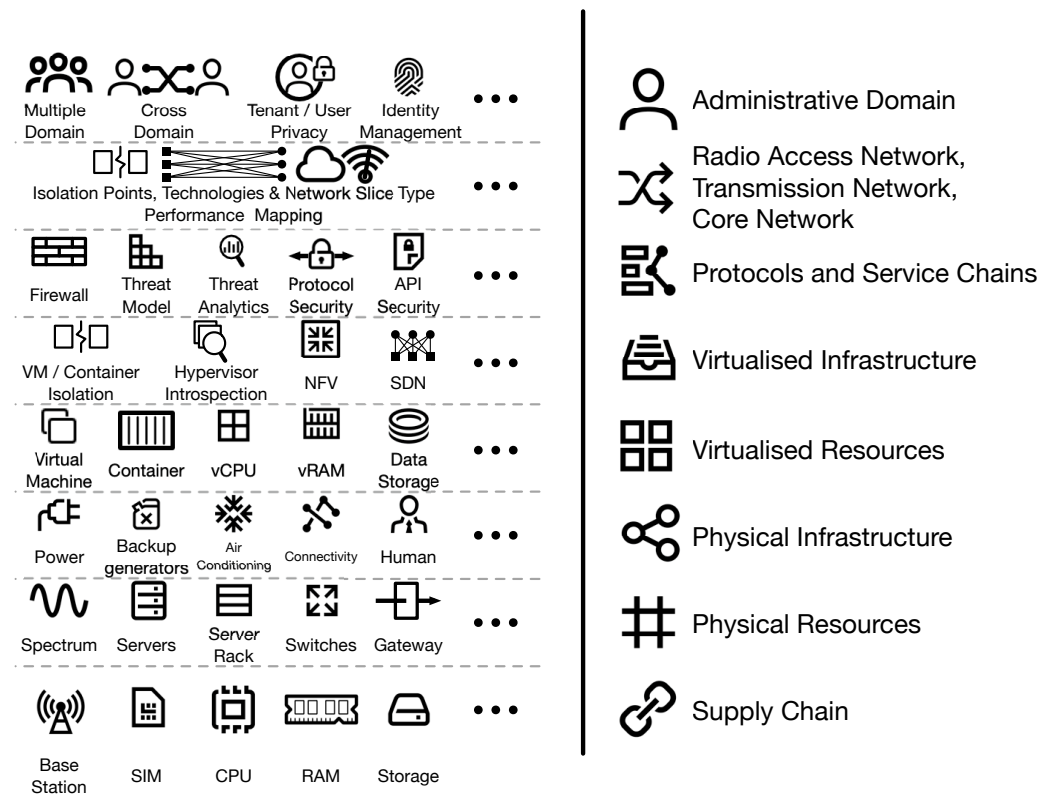 Multiple
Domain
Cross
Domain
Tenant / User
Privacy
Identity
Management
Administrative Domain
Isolation Points, Technologies & Network Slice Type
Performance Mapping
Radio Access Network,
Transmission Network,
Core Network
Firewall
Threat
Model
Threat
Analytics
Protocol
Security
API
Security
Protocols and Service Chains
VM / Container
Isolation
Hypervisor
Introspection
NFV
SDN
Virtualised Infrastructure
Virtual
Machine
Container
vCPU
vRAM
Data
Storage
Virtualised Resources
Power
Backup
generators
Air
Conditioning
Connectivity
Human
Physical Infrastructure
Spectrum
Servers
Server
Rack
Switches
Gateway
Physical Resources
Base
Station
SIM
CPU
RAM
Storage
Supply Chain